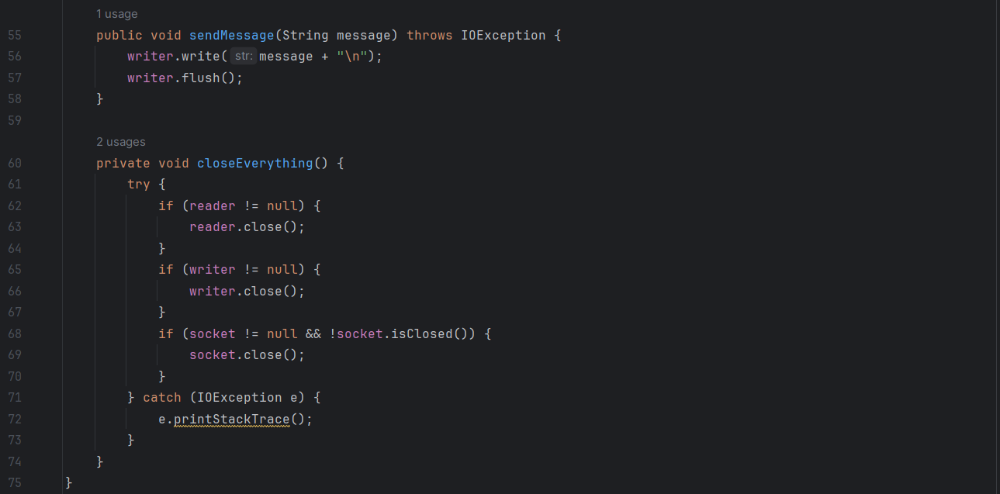 1 usage
55 public void sendMessage(String message) throws IOException {
56 writer.write( str: message + "\n");
57 writer.flush();
58 }
59
2 usages
60 private void closeEverything() {
61 try {
62 if (reader != null) {
63 reader.close();
64 }
65 if (writer != null) {
66 writer.close();
67 }
68 if (socket != null && !socket.isClosed()) {
69 socket.close();
70 }
71 } catch (IOException e) {
72 e.printStackTrace();
73 }
74 }
75 }